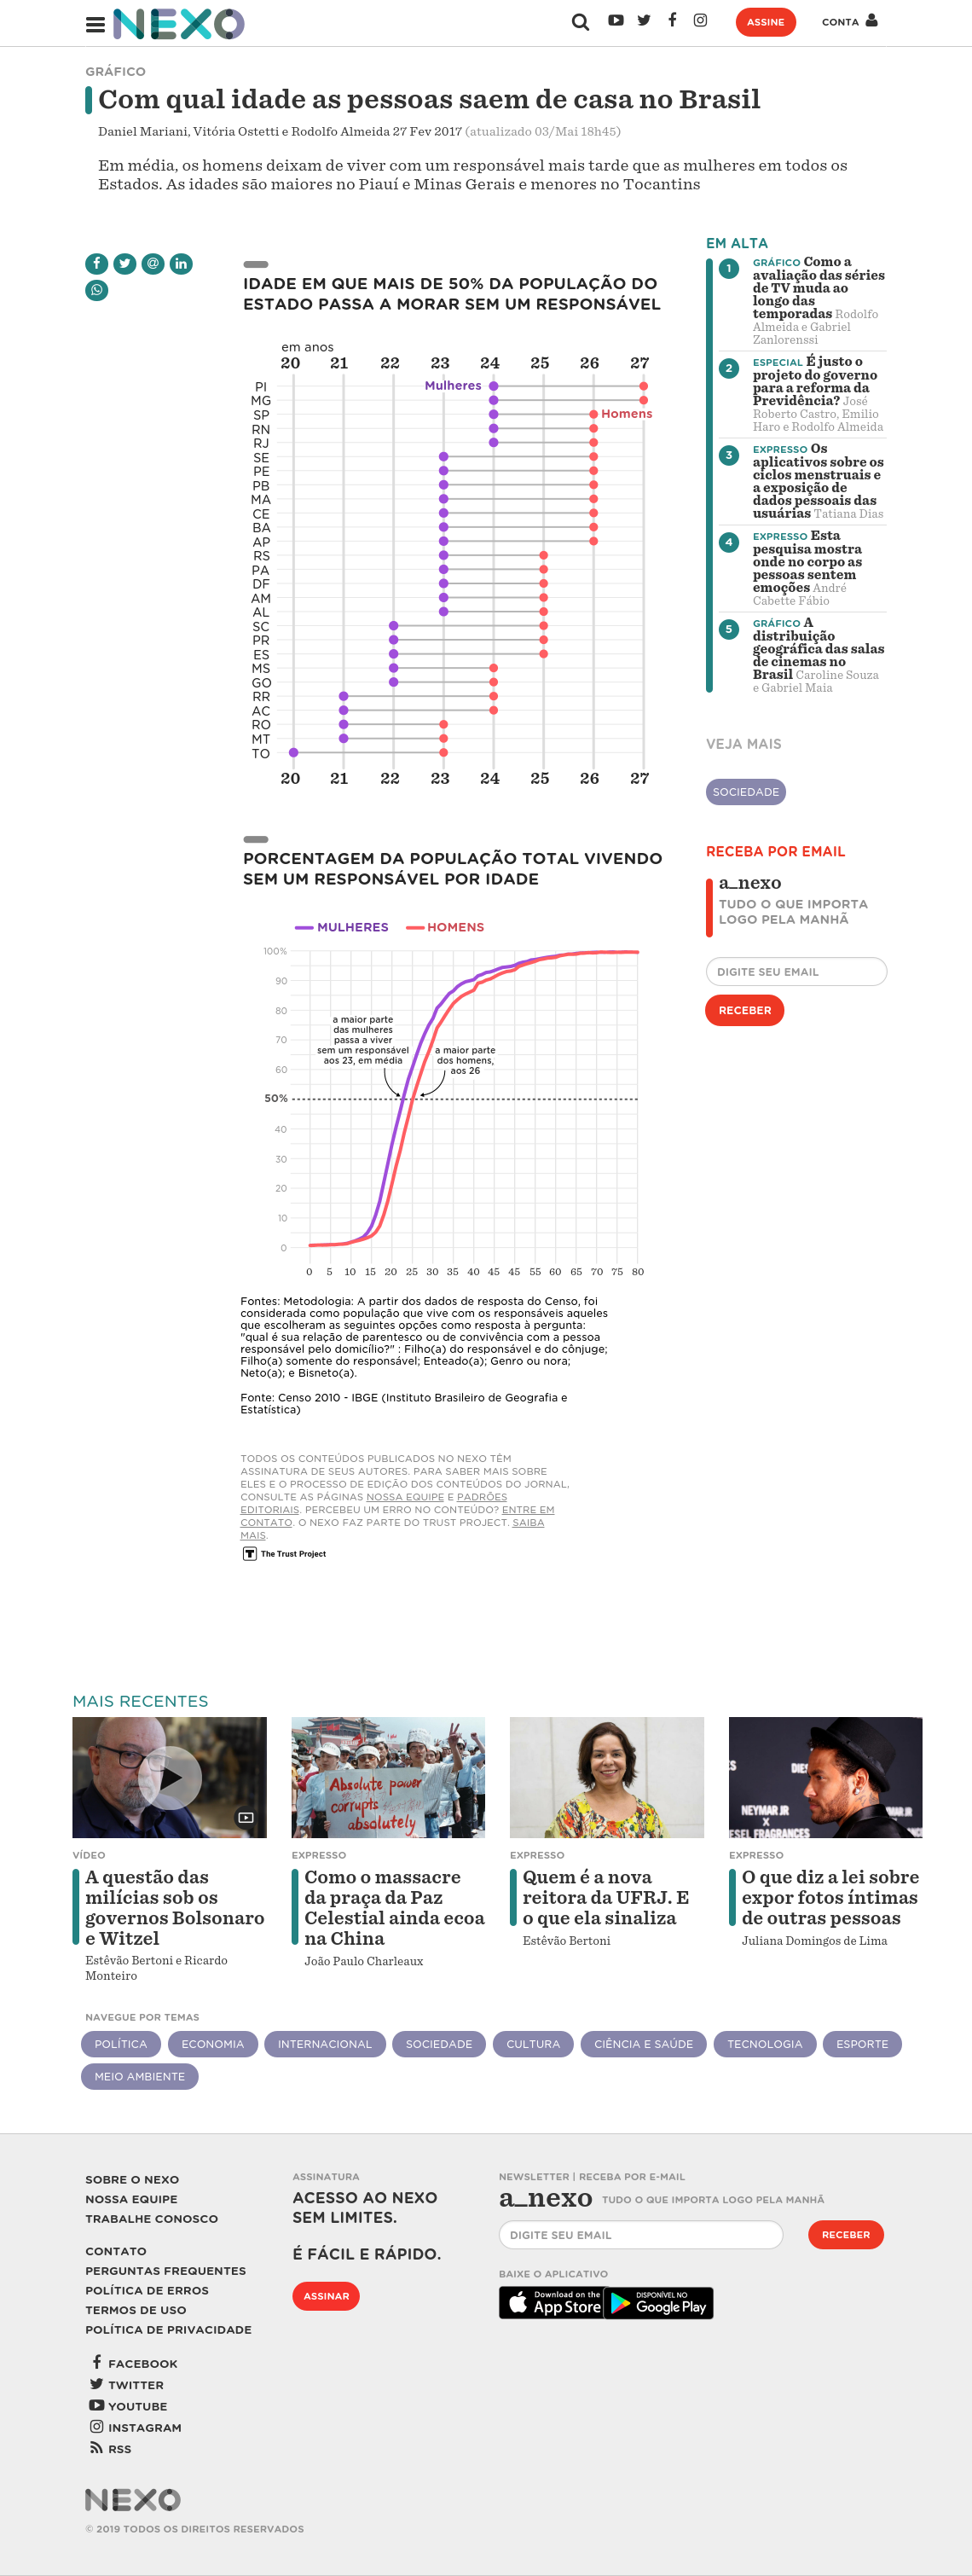 NEXO
ASSINE
CONTA
GRÁFICO
Com qual idade as pessoas saem de casa no Brasil
Daniel Mariani, Vitória Ostetti e Rodolfo Almeida 27 Fev 2017 (atualizado 03/Mai 18h45)
Em média, os homens deixam de viver com um responsável mais tarde que as mulheres em todos os
Estados. As idades são maiores no Piauí e Minas Gerais e menores no Tocantins
IDADE EM QUE MAIS DE 50% DA POPULAÇÃO DO
ESTADO PASSA A MORAR SEM UM RESPONSÁVEL
em anos
20 21 22 23 24 25 26 27
Mulheres
Homens
PI
MG
SP
RN
RJ
SE
PE
PB
MA
CE
BA
AP
RS
PA
DF
AM
AL
SC
PR
ES
MS
GO
RR
AC
RO
MT
TO
20 21 22 23 24 25 26 27
PORCENTAGEM DA POPULAÇÃO TOTAL VIVENDO
SEM UM RESPONSÁVEL POR IDADE
MULHERES HOMENS
100%
90
80
70
60
50%
40
30
20
10
0
a maior parte
das mulheres
passa a viver
sem um responsável
aos 23, em média
a maior parte
dos homens,
aos 26
0 5 10 15 20 25 30 35 40 45 45 55 60 65 70 75 80
Fontes: Metodologia: A partir dos dados de resposta do Censo, foi
considerada como população que vive com os responsáveis aqueles
que escolheram as seguintes opções como resposta à pergunta:
"qual é sua relação de parentesco ou de convivência com a pessoa
responsável pelo domicílio?" : Filho(a) do responsável e do cônjuge;
Filho(a) somente do responsável; Enteado(a); Genro ou nora;
Neto(a); e Bisneto(a).
Fonte: Censo 2010 - IBGE (Instituto Brasileiro de Geografia e
Estatística)
TODOS OS CONTEÚDOS PUBLICADOS NO NEXO TÊM
ASSINATURA DE SEUS AUTORES. PARA SABER MAIS SOBRE
ELES E O PROCESSO DE EDIÇÃO DOS CONTEÚDOS DO JORNAL,
CONSULTE AS PÁGINAS NOSSA EQUIPE E PADRÕES
EDITORIAIS. PERCEBEU UM ERRO NO CONTEÚDO? ENTRE EM
CONTATO. O NEXO FAZ PARTE DO TRUST PROJECT. SAIBA
MAIS.
T The Trust Project
EM ALTA
1 GRÁFICO Como a
avaliação das séries
de TV muda ao
longo das
temporadas Rodolfo
Almeida e Gabriel
Zanlorenssi
2 ESPECIAL É justo o
projeto do governo
para a reforma da
Previdência? José
Roberto Castro, Emilio
Haro e Rodolfo Almeida
3 EXPRESSO Os
aplicativos sobre os
ciclos menstruais e
a exposição de
dados pessoais das
usuárias Tatiana Dias
4 EXPRESSO Esta
pesquisa mostra
onde no corpo as
pessoas sentem
emoções André
Cabette Fábio
5 GRÁFICO A
distribuição
geográfica das salas
de cinemas no
Brasil Caroline Souza
e Gabriel Maia
VEJA MAIS
SOCIEDADE
RECEBA POR EMAIL
a_nexo
TUDO O QUE IMPORTA
LOGO PELA MANHÃ
DIGITE SEU EMAIL
RECEBER
MAIS RECENTES
Absolute power
corrupts
absolutely
NEYMAR JR
X
DIESEL FRAGRANCES
VÍDEO
A questão das
milícias sob os
governos Bolsonaro
e Witzel
Estêvão Bertoni e Ricardo
Monteiro
EXPRESSO
Como o massacre
da praça da Paz
Celestial ainda ecoa
na China
João Paulo Charleaux
EXPRESSO
Quem é a nova
reitora da UFRJ. E
o que ela sinaliza
Estêvão Bertoni
EXPRESSO
O que diz a lei sobre
expor fotos íntimas
de outras pessoas
Juliana Domingos de Lima
NAVEGUE POR TEMAS
POLÍTICA ECONOMIA INTERNACIONAL SOCIEDADE CULTURA CIÊNCIA E SAÚDE TECNOLOGIA ESPORTE
MEIO AMBIENTE
SOBRE O NEXO
NOSSA EQUIPE
TRABALHE CONOSCO
CONTATO
PERGUNTAS FREQUENTES
POLÍTICA DE ERROS
TERMOS DE USO
POLÍTICA DE PRIVACIDADE
FACEBOOK
TWITTER
YOUTUBE
INSTAGRAM
RSS
ASSINATURA
ACESSO AO NEXO
SEM LIMITES.
É FÁCIL E RÁPIDO.
ASSINAR
NEWSLETTER | RECEBA POR E-MAIL
a_nexo TUDO O QUE IMPORTA LOGO PELA MANHÃ
DIGITE SEU EMAIL
RECEBER
BAIXE O APLICATIVO
Download on the
App Store
DISPONÍVEL NO
Google Play
NEXO
© 2019 TODOS OS DIREITOS RESERVADOS